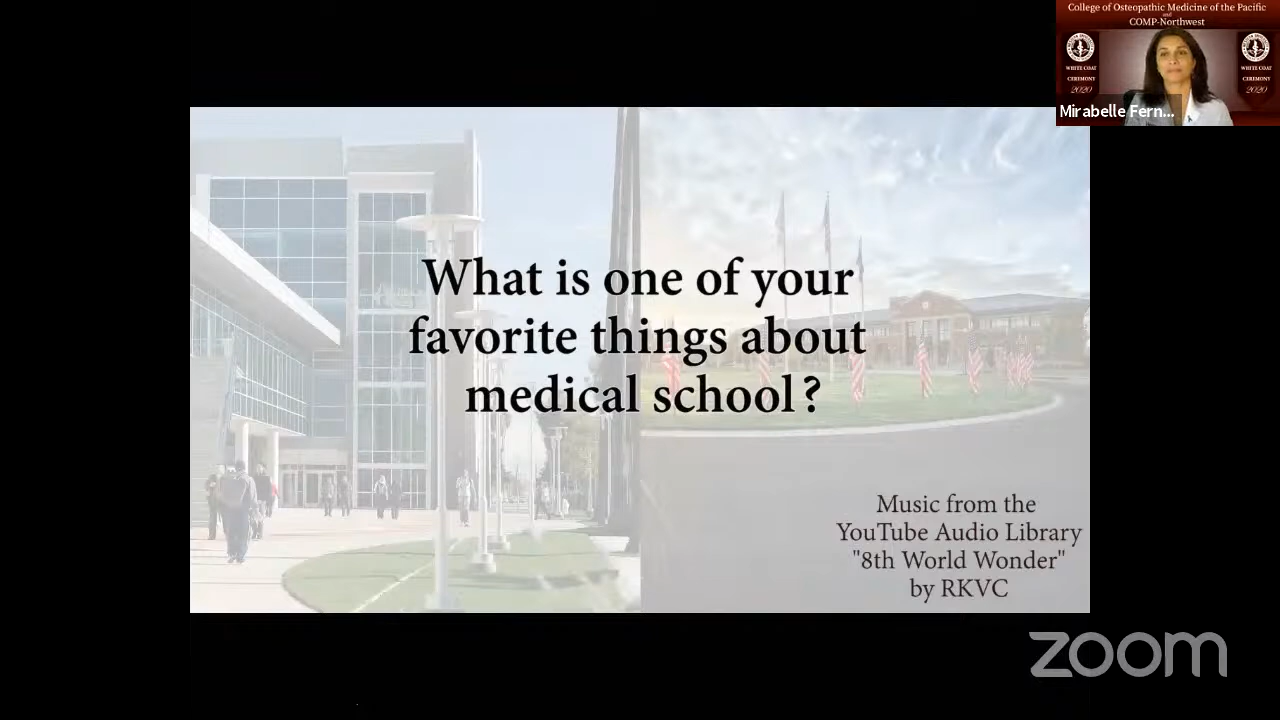 College of Osteopathic Medicine of the Pacific
and
COMP-Northwest
WHITE COAT
CEREMONY
2020
WHITE COAT
CEREMONY
2020
Mirabelle Fern...
What is one of your
favorite things about
medical school?
Music from the
YouTube Audio Library
"8th World Wonder"
by RKVC
zoom